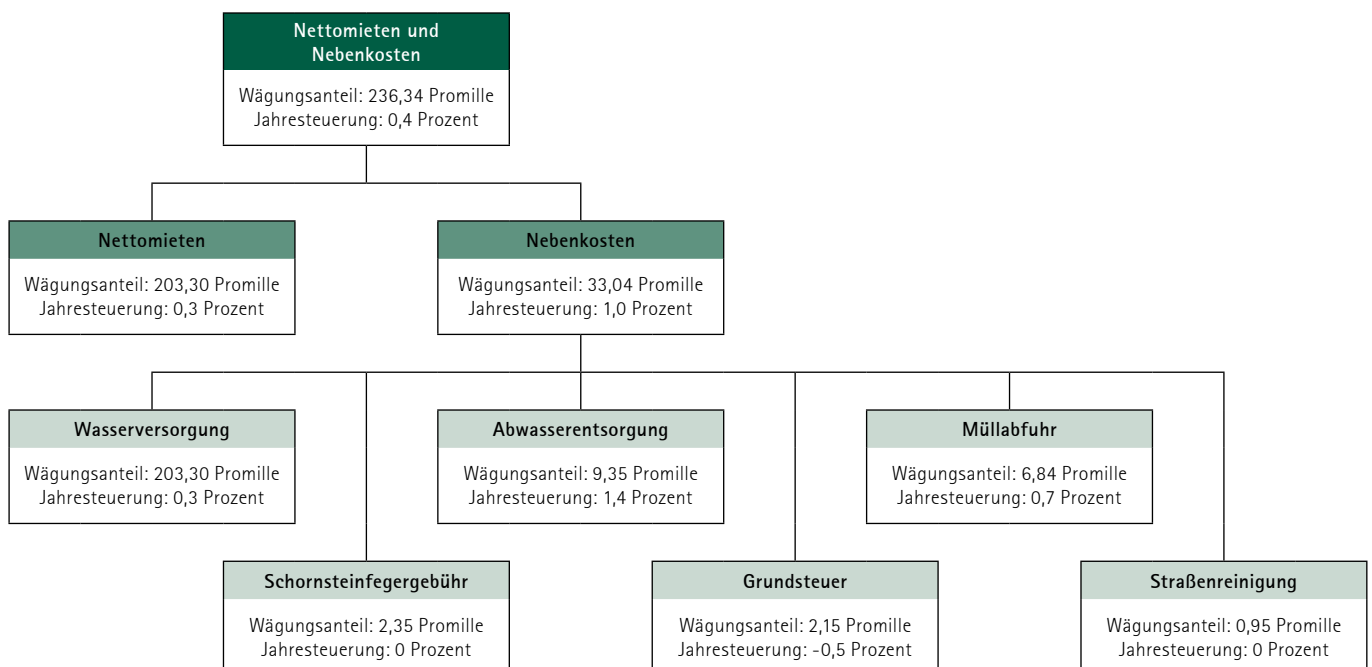 Nettomieten und
Nebenkosten
Wägungsanteil: 236,34 Promille
Jahresteuerung: 0,4 Prozent
Nettomieten
Wägungsanteil: 203,30 Promille
Jahresteuerung: 0,3 Prozent
Nebenkosten
Wägungsanteil: 33,04 Promille
Jahresteuerung: 1,0 Prozent
Wasserversorgung
Wägungsanteil: 203,30 Promille
Jahresteuerung: 0,3 Prozent
Abwasserentsorgung
Wägungsanteil: 9,35 Promille
Jahresteuerung: 1,4 Prozent
Müllabfuhr
Wägungsanteil: 6,84 Promille
Jahresteuerung: 0,7 Prozent
Schornsteinfegergebühr
Wägungsanteil: 2,35 Promille
Jahresteuerung: 0 Prozent
Grundsteuer
Wägungsanteil: 2,15 Promille
Jahresteuerung: -0,5 Prozent
Straßenreinigung
Wägungsanteil: 0,95 Promille
Jahresteuerung: 0 Prozent